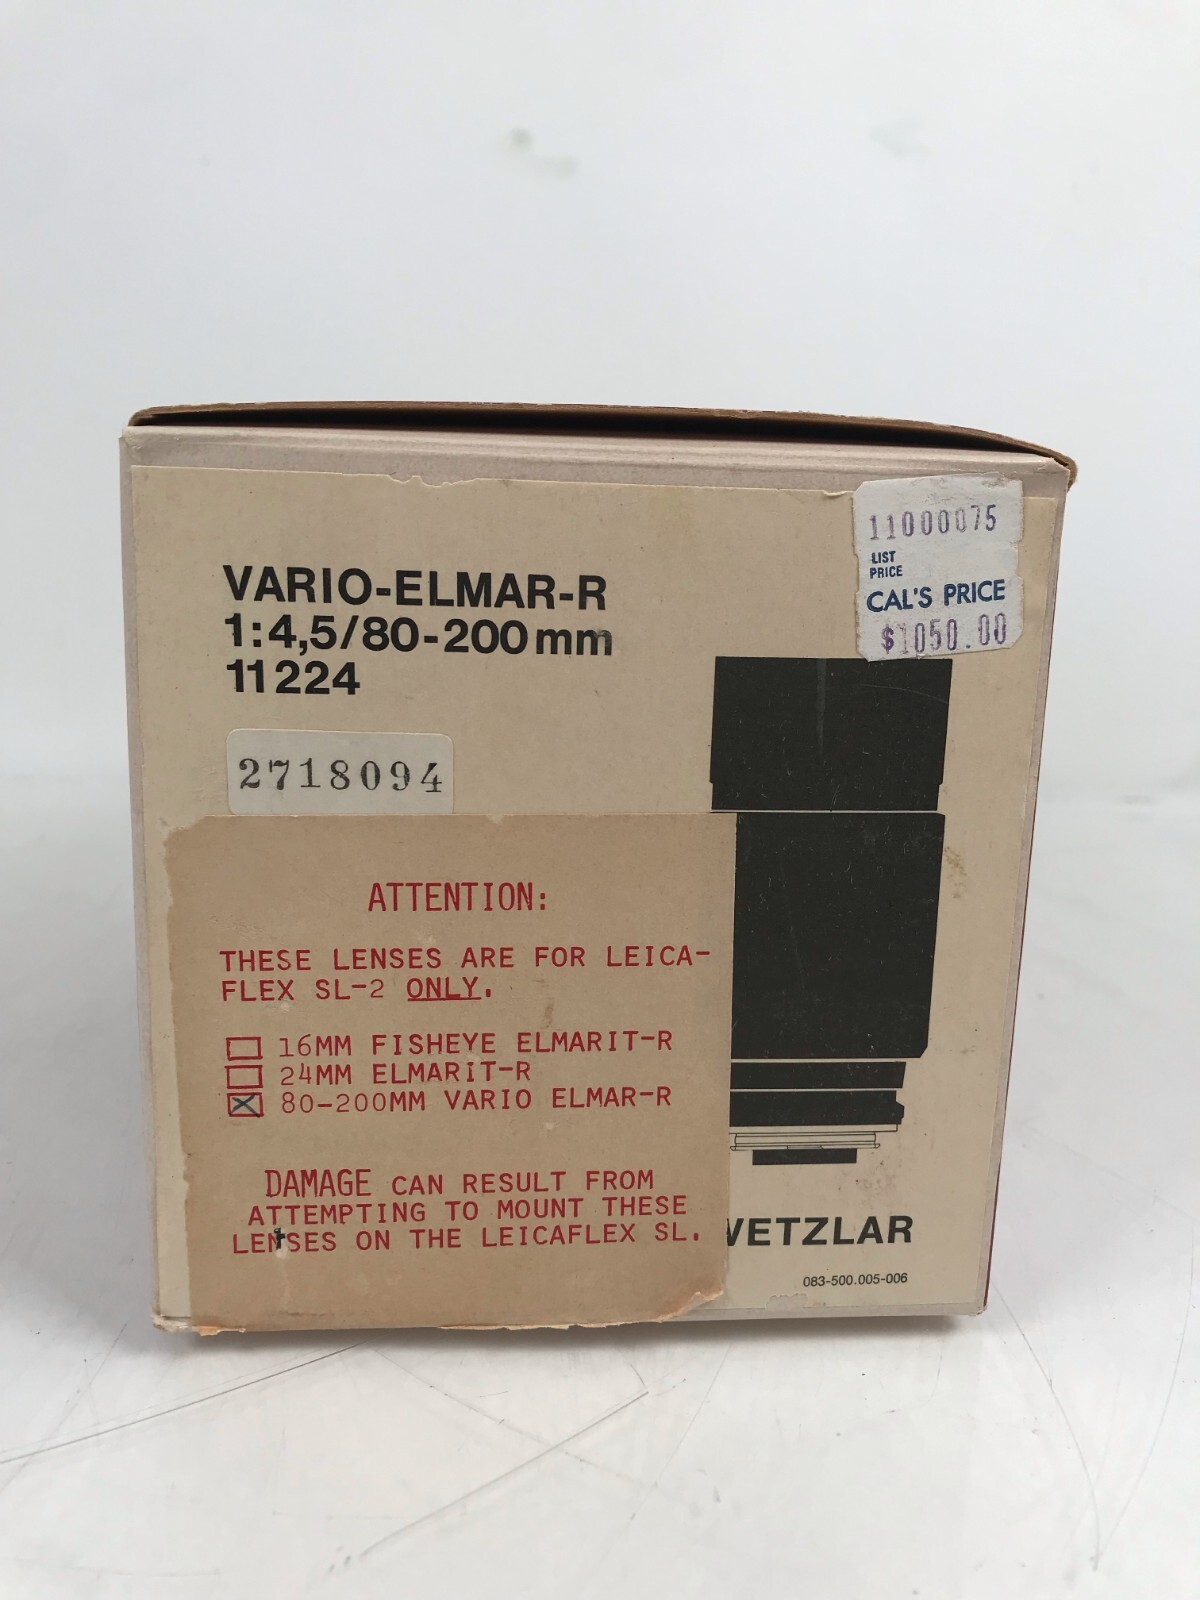 VARIO-ELMAR-R
1:4,5/80-200 mm
11224
11000075
LIST
PRICE
CAL'S PRICE
$1050.00
2718094
ATTENTION:
THESE LENSES ARE FOR LEICA-
FLEX SL-2 ONLY.
16MM FISHEYE ELMARIT-R
24MM ELMARIT-R
80-200MM VARIO ELMAR-R
DAMAGE CAN RESULT FROM
ATTEMPTING TO MOUNT THESE
LENSES ON THE LEICAFLEX SL.
WETZLAR
083-500.005-006